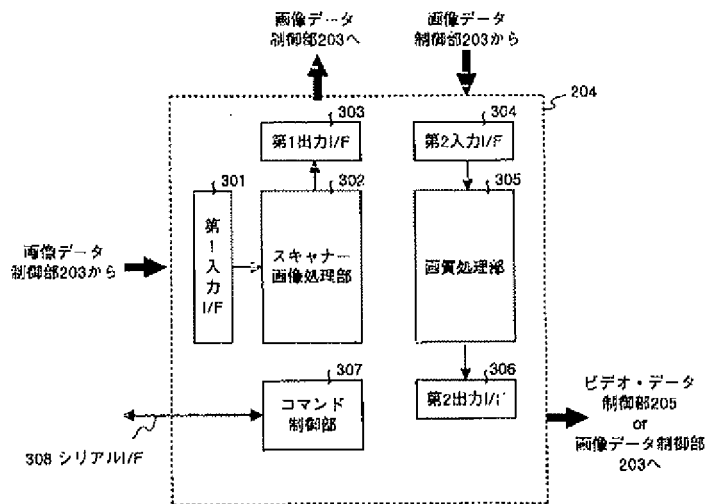 画像データ
制御部203へ
画像データ
制御部203から
204
303
第1出力I/F
304
第2入力I/F
301
第1入力I/F
302
スキャナー
画像処理部
305
画質処理部
画像データ
制御部203から
307
コマンド
制御部
306
第2出力I/F
308 シリアルI/F
ビデオ・データ
制御部205
or
画像データ制御部
203へ